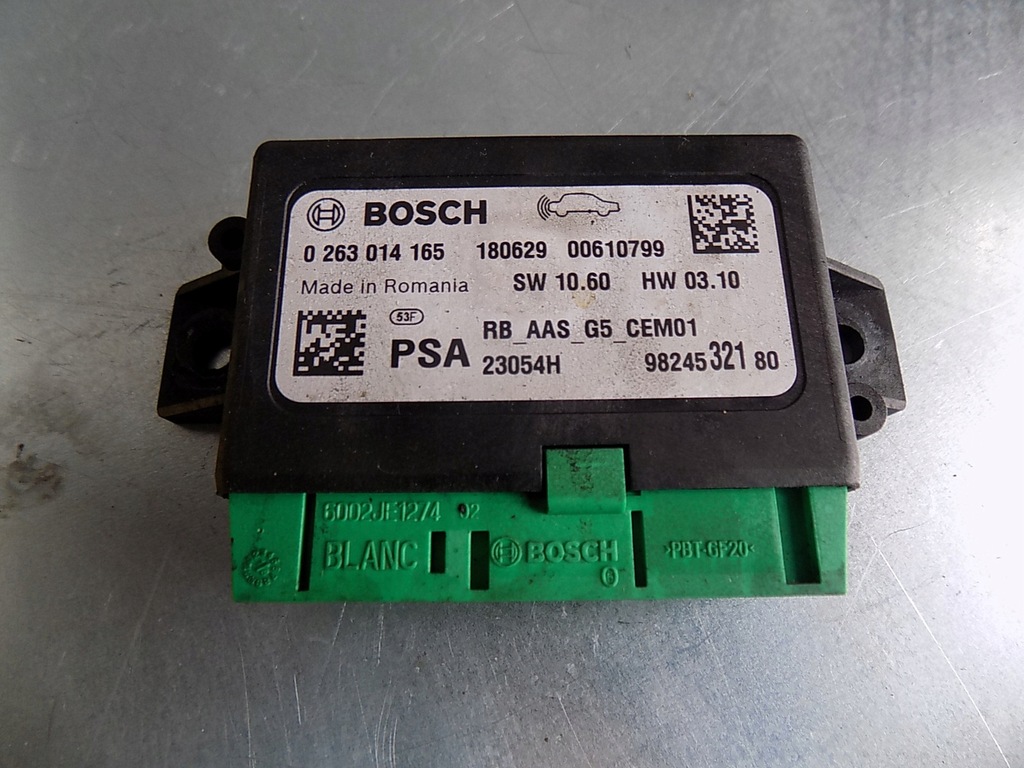 BOSCH
0 263 014 165 180629 00610799
Made in Romania SW 10.60 HW 03.10
53F
PSA RB_AAS_G5_CEM01
23054H 98245 321 80
6002JE1274 02
BLANC BOSCH >PBT-GF20<